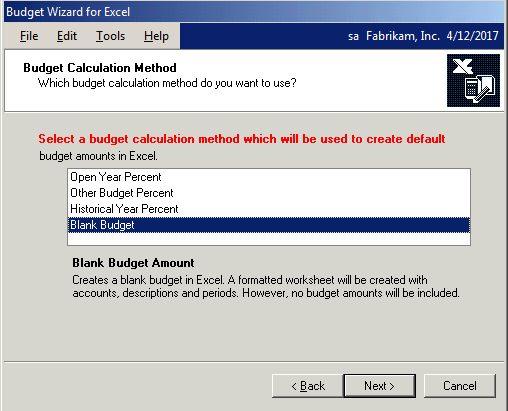 Budget Wizard for Excel
File Edit Tools Help sa Fabrikam, Inc. 4/12/2017
Budget Calculation Method
Which budget calculation method do you want to use?
Select a budget calculation method which will be used to create default
budget amounts in Excel.
Open Year Percent
Other Budget Percent
Historical Year Percent
Blank Budget
Blank Budget Amount
Creates a blank budget in Excel. A formatted worksheet will be created with
accounts, descriptions and periods. However, no budget amounts will be included.
< Back Next > Cancel